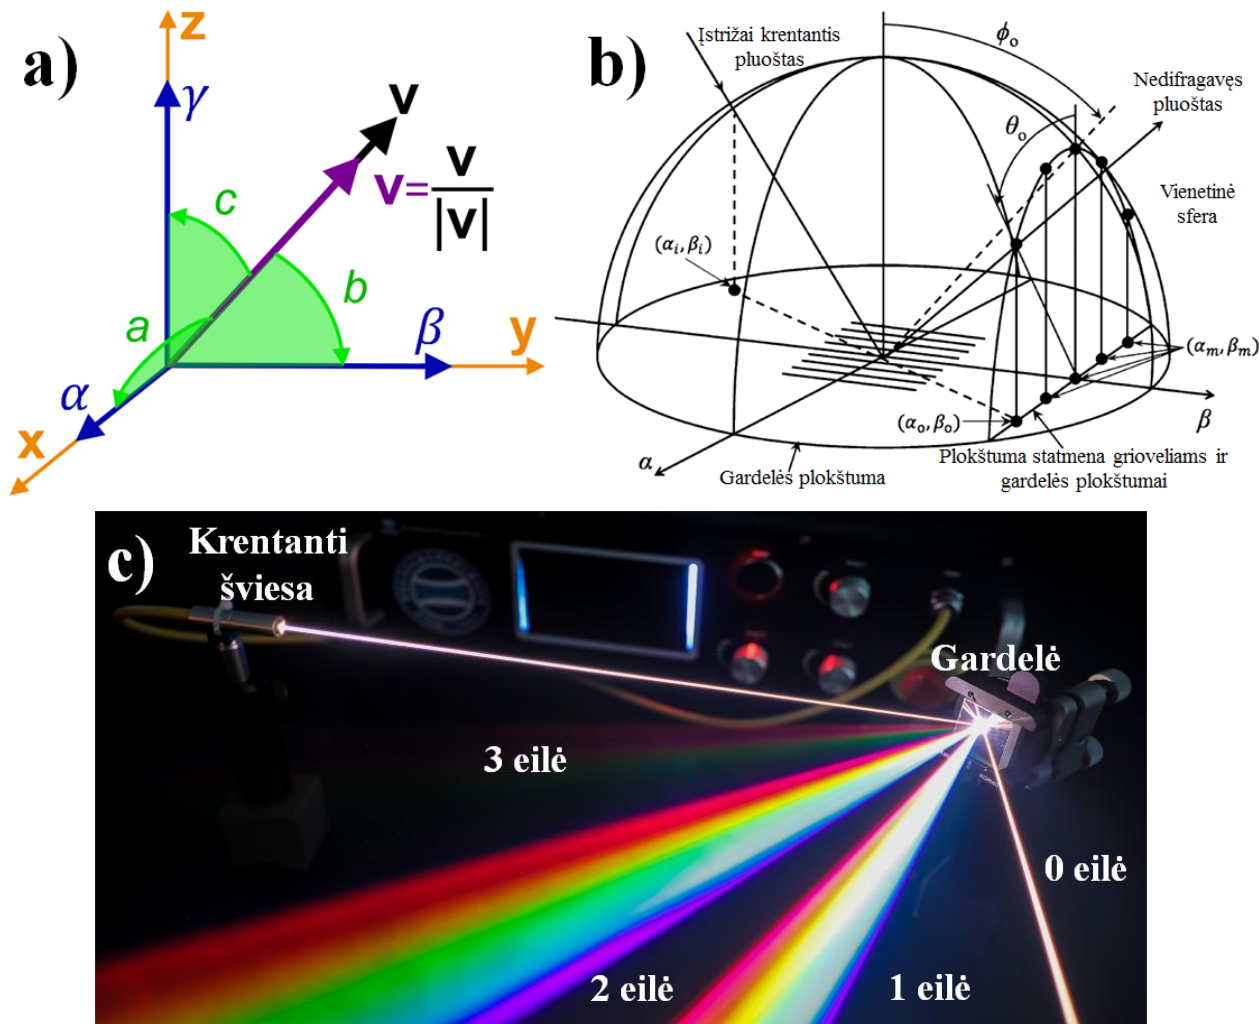 a)
z
γ
v
v=v/|v|
c
b
a
β
y
α
x
b)
Įstrižai krentantis
pluoštas
ϕₒ
Nedifragavęs
pluoštas
θₒ
Vienetinė
sfera
(αᵢ, βᵢ)
(αₘ, βₘ)
(αₒ, βₒ)
β
α
Gardelės plokštuma
Plokštuma statmena grioveliams ir
gardelės plokštumai
c)
Krentanti
šviesa
Gardelė
3 eilė
0 eilė
2 eilė
1 eilė